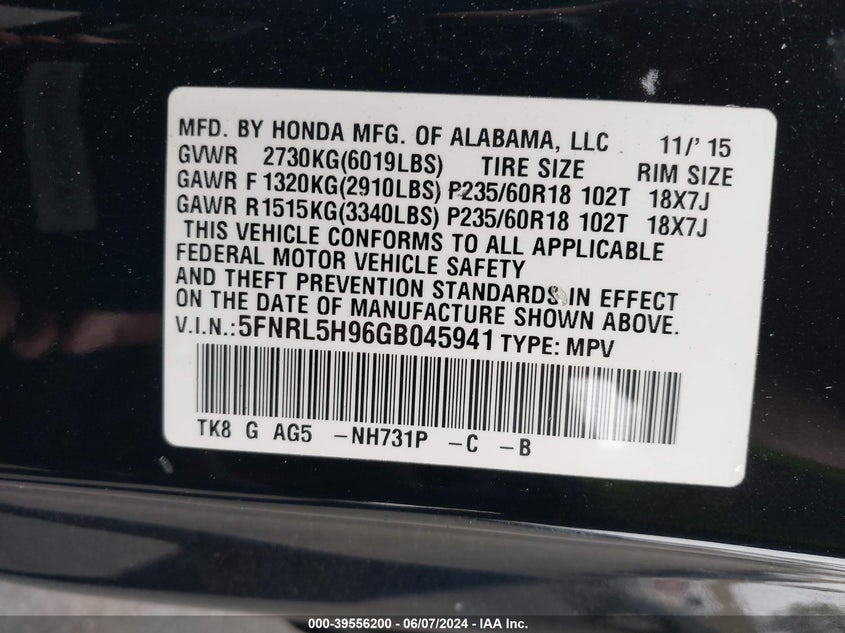 MFD. BY HONDA MFG. OF ALABAMA, LLC 11/' 15
GVWR 2730KG(6019LBS) TIRE SIZE RIM SIZE
GAWR F 1320KG(2910LBS) P235/60R18 102T 18X7J
GAWR R1515KG(3340LBS) P235/60R18 102T 18X7J
THIS VEHICLE CONFORMS TO ALL APPLICABLE
FEDERAL MOTOR VEHICLE SAFETY
AND THEFT PREVENTION STANDARDS IN EFFECT
ON THE DATE OF MANUFACTURE SHOWN ABOVE.
V.I.N.:5FNRL5H96GB045941 TYPE: MPV
TK8 G AG5 -NH731P -C -B
000-39556200 - 06/07/2024 - IAA Inc.